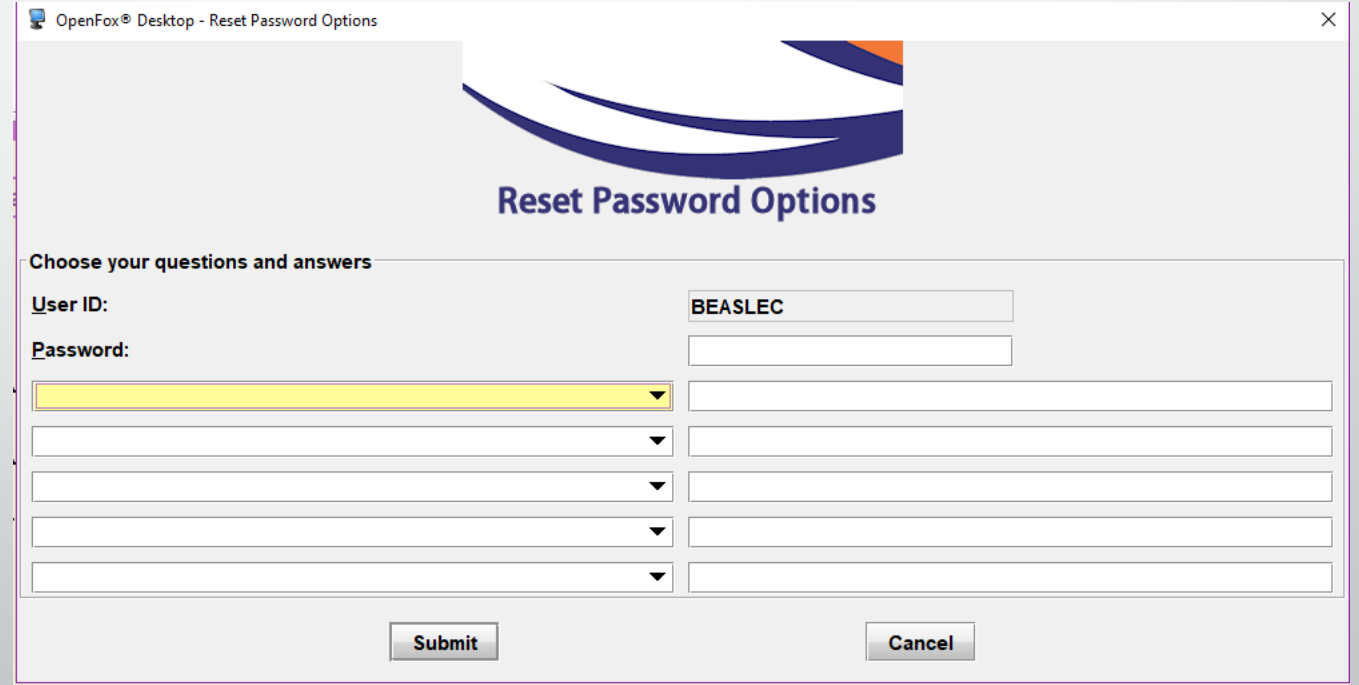 OpenFox® Desktop - Reset Password Options
Reset Password Options
Choose your questions and answers
User ID: BEASLEC
Password:
Submit Cancel